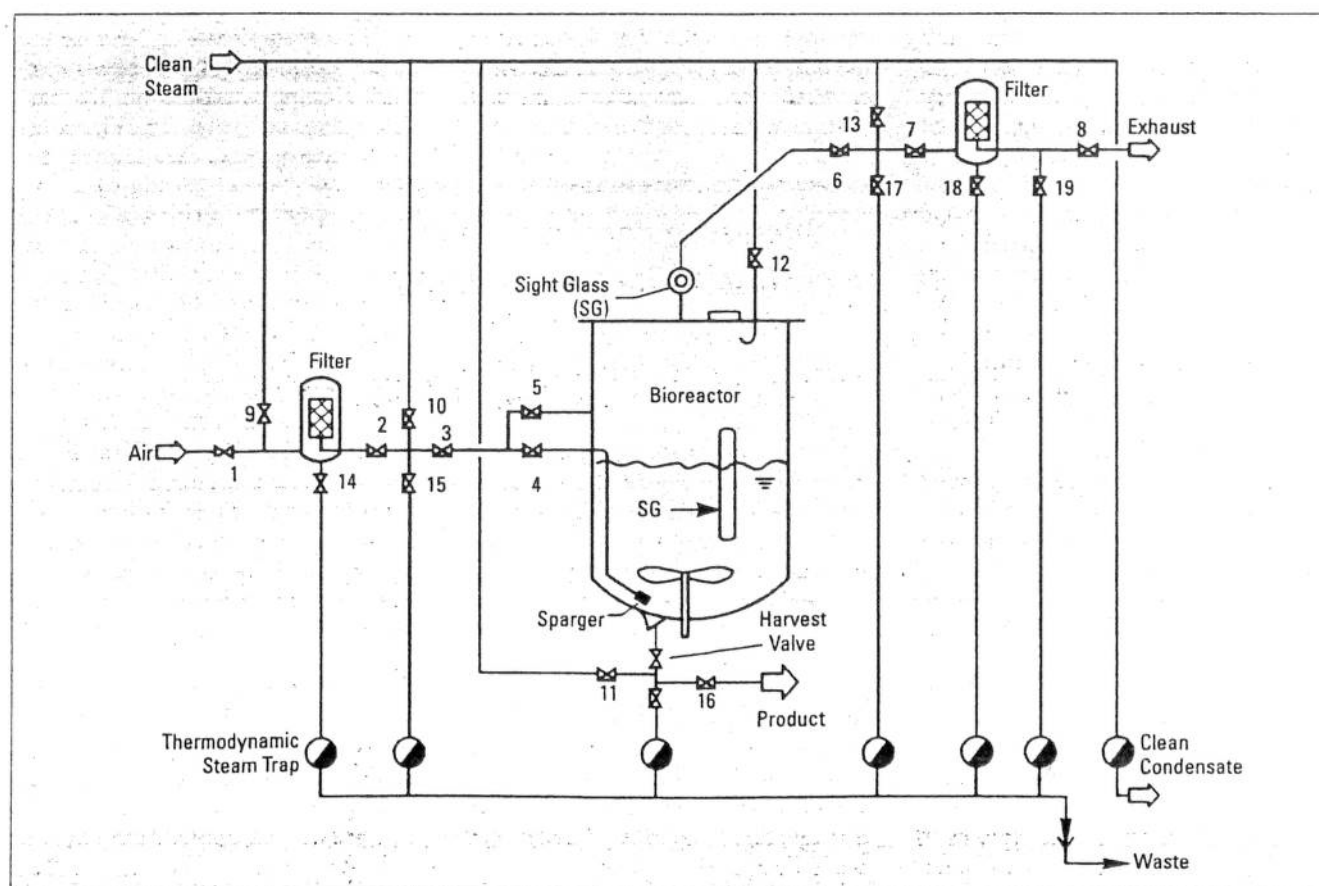 Clean
Steam
Filter
13
7
8
Exhaust
6
17
18
19
12
Sight Glass
(SG)
Filter
5
Bioreactor
9
2
10
3
Air
1
14
15
4
SG
Sparger
Harvest
Valve
11
16
Product
Thermodynamic
Steam Trap
Clean
Condensate
Waste